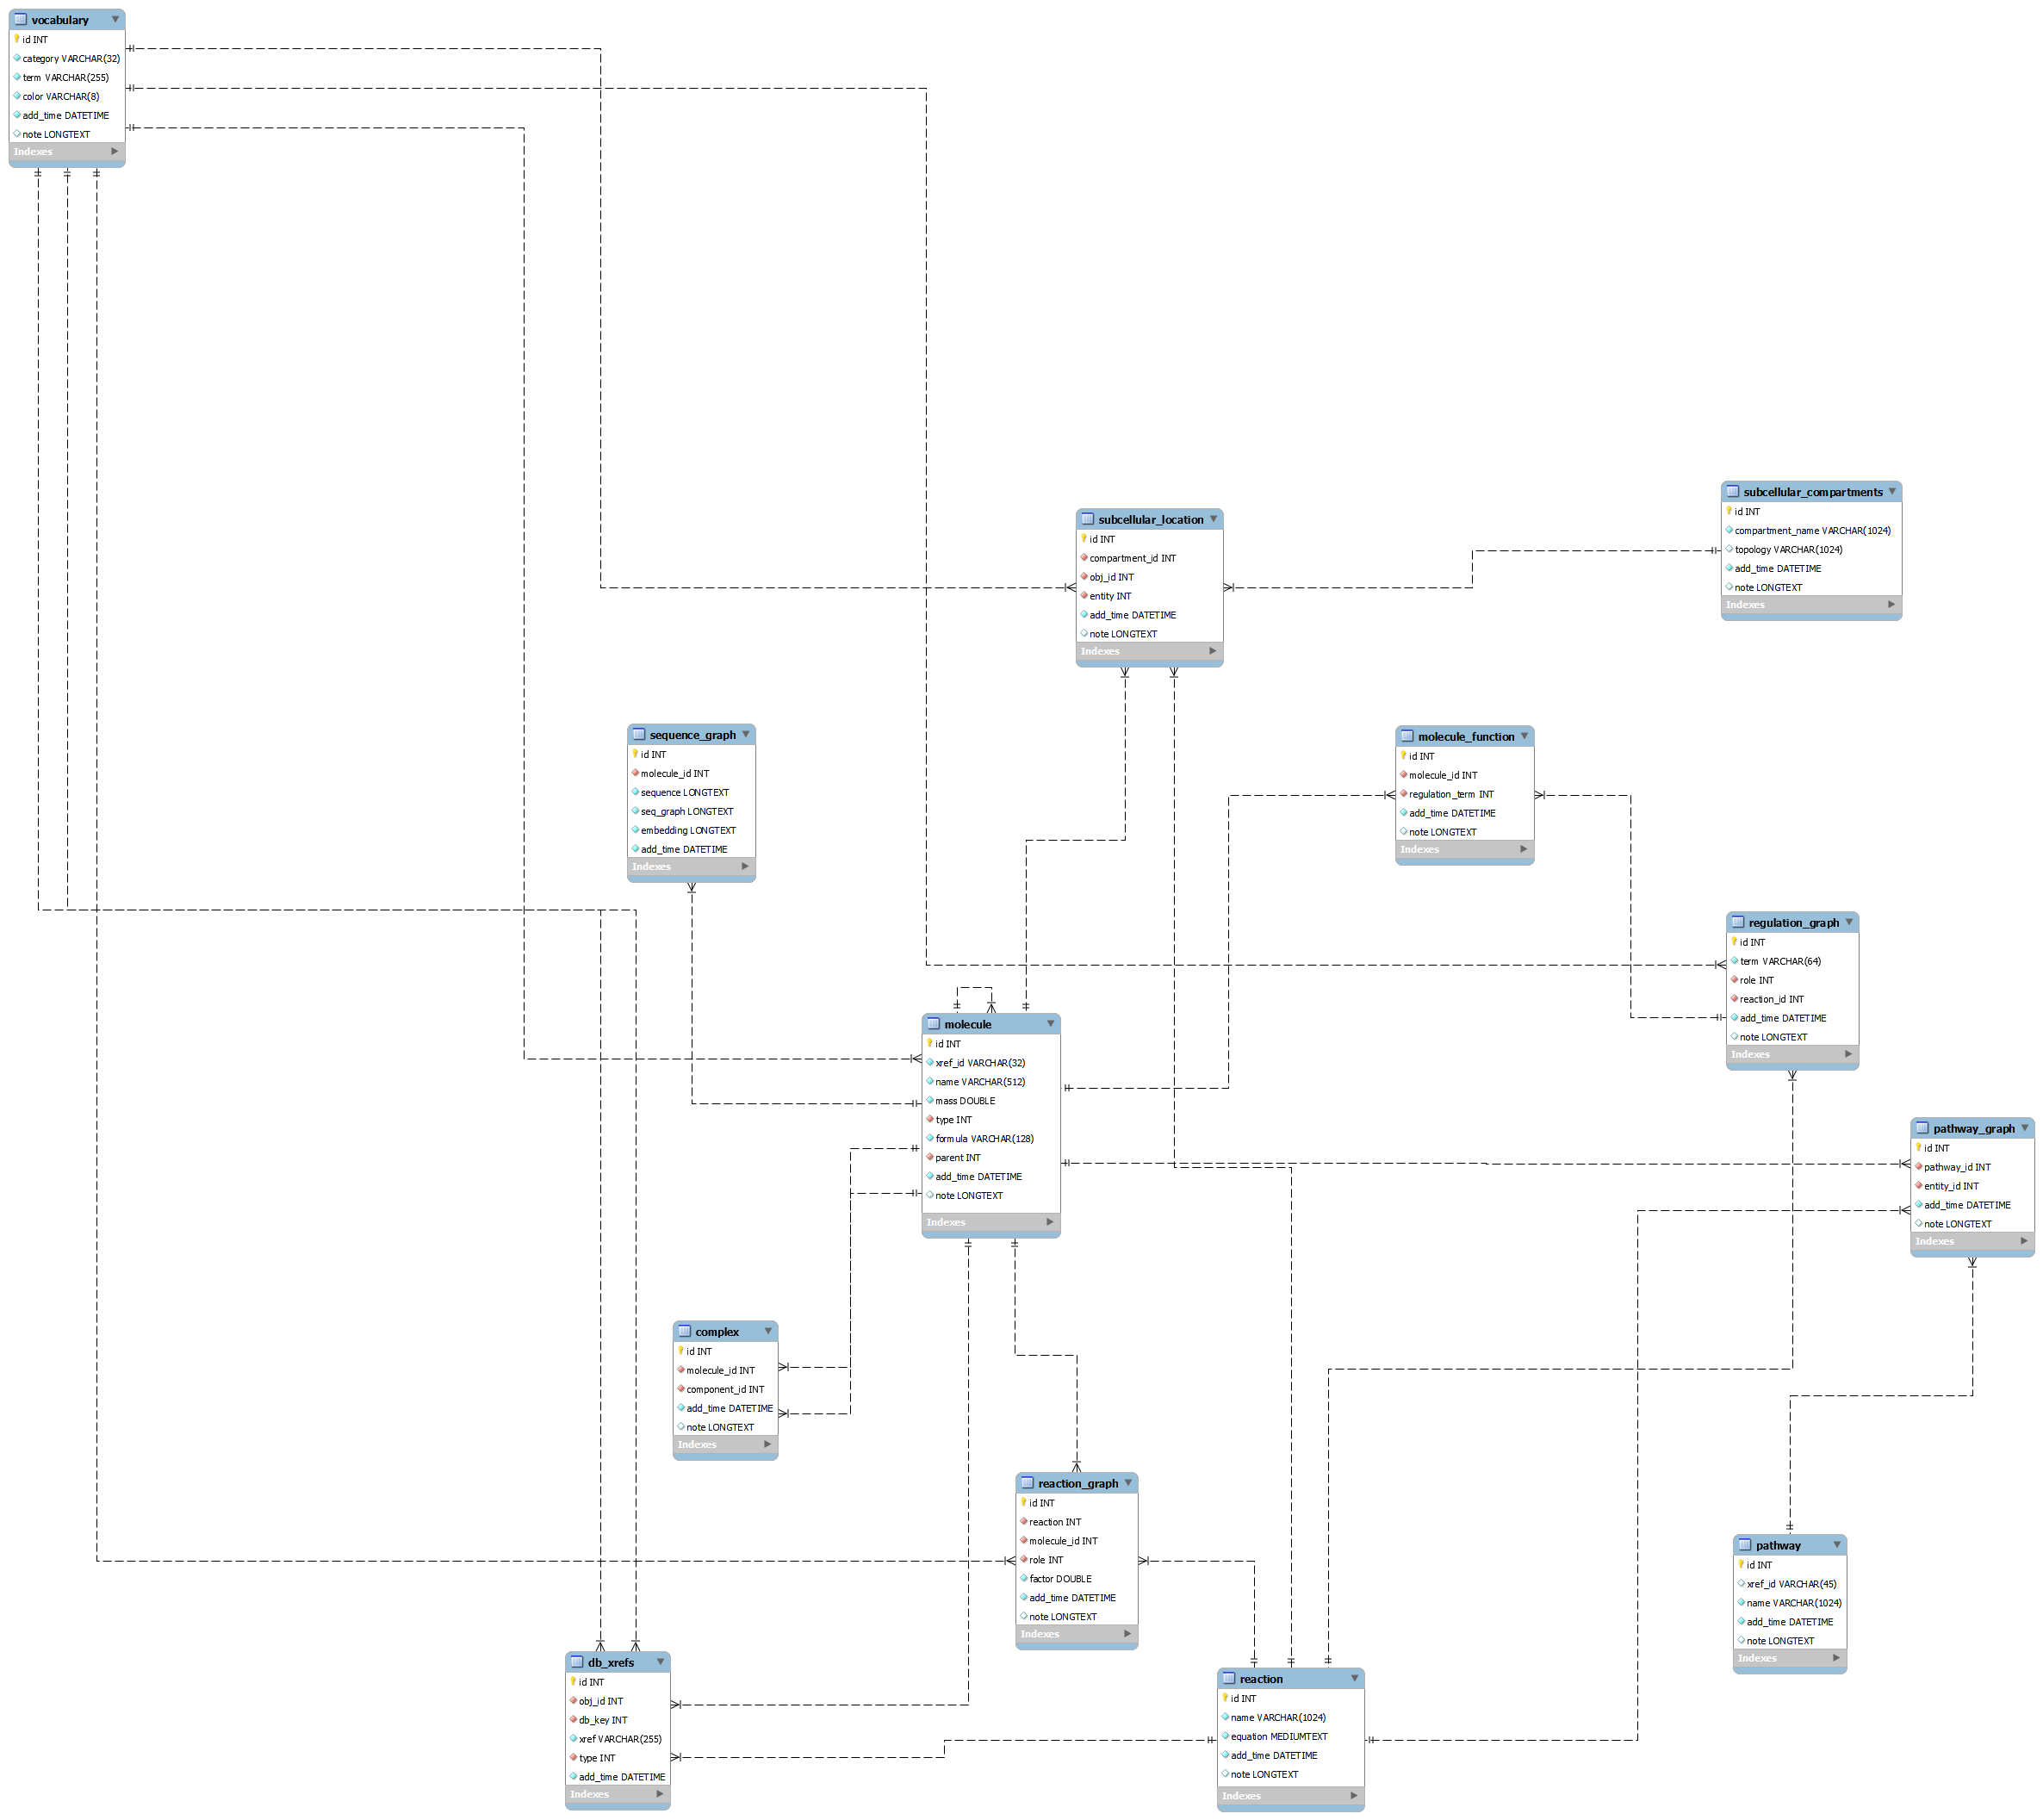 vocabulary
id INT
category VARCHAR(32)
term VARCHAR(255)
color VARCHAR(8)
add_time DATETIME
note LONGTEXT
Indexes
subcellular_compartments
id INT
compartment_name VARCHAR(1024)
topology VARCHAR(1024)
add_time DATETIME
note LONGTEXT
Indexes
subcellular_location
id INT
compartment_id INT
obj_id INT
entity INT
add_time DATETIME
note LONGTEXT
Indexes
sequence_graph
id INT
molecule_id INT
sequence LONGTEXT
seq_graph LONGTEXT
embedding LONGTEXT
add_time DATETIME
Indexes
molecule_function
id INT
molecule_id INT
regulation_term INT
add_time DATETIME
note LONGTEXT
Indexes
regulation_graph
id INT
term VARCHAR(64)
role INT
reaction_id INT
add_time DATETIME
note LONGTEXT
Indexes
molecule
id INT
xref_id VARCHAR(32)
name VARCHAR(512)
mass DOUBLE
type INT
formula VARCHAR(128)
parent INT
add_time DATETIME
note LONGTEXT
Indexes
pathway_graph
id INT
pathway_id INT
entity_id INT
add_time DATETIME
note LONGTEXT
Indexes
complex
id INT
molecule_id INT
component_id INT
add_time DATETIME
note LONGTEXT
Indexes
reaction_graph
id INT
reaction INT
molecule_id INT
role INT
factor DOUBLE
add_time DATETIME
note LONGTEXT
Indexes
pathway
id INT
xref_id VARCHAR(45)
name VARCHAR(1024)
add_time DATETIME
note LONGTEXT
Indexes
db_xrefs
id INT
obj_id INT
db_key INT
xref VARCHAR(255)
type INT
add_time DATETIME
Indexes
reaction
id INT
name VARCHAR(1024)
equation MEDIUMTEXT
add_time DATETIME
note LONGTEXT
Indexes